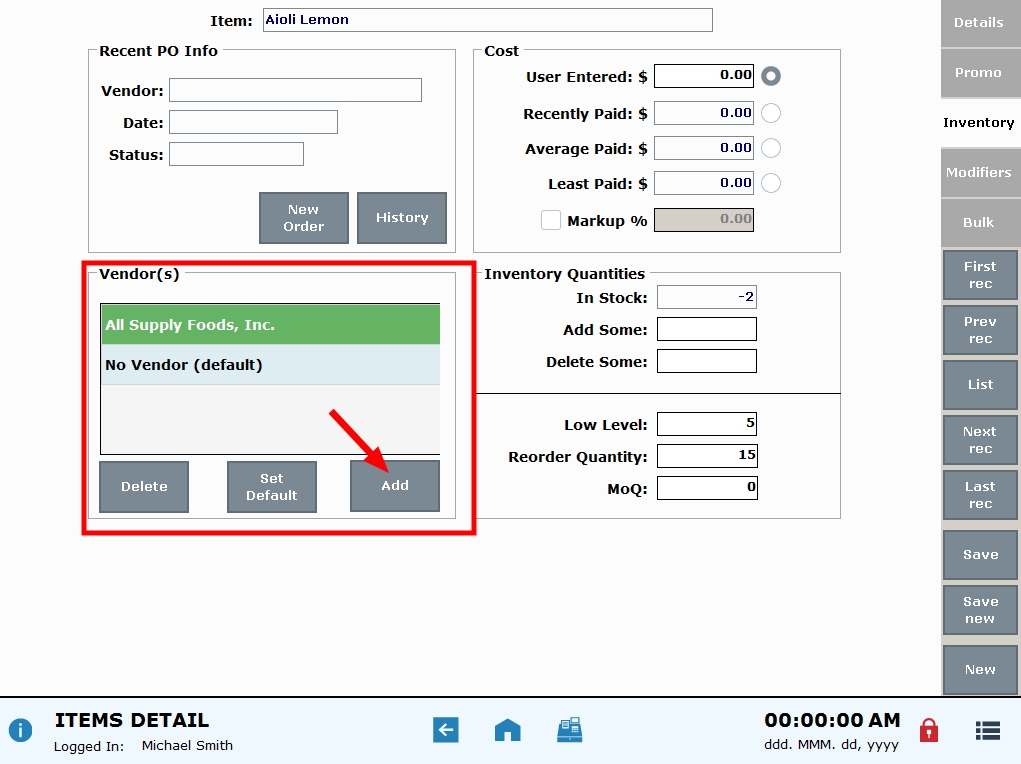 Item: Aioli Lemon
Recent PO Info
Vendor:
Date:
Status:
New
Order
History
Cost
User Entered: $ 0.00
Recently Paid: $ 0.00
Average Paid: $ 0.00
Least Paid: $ 0.00
Markup % 0.00
Vendor(s)
All Supply Foods, Inc.
No Vendor (default)
Delete
Set
Default
Add
Inventory Quantities
In Stock: -2
Add Some:
Delete Some:
Low Level: 5
Reorder Quantity: 15
MoQ: 0
Details
Promo
Inventory
Modifiers
Bulk
First
rec
Prev
rec
List
Next
rec
Last
rec
Save
Save
new
New
ITEMS DETAIL
Logged In: Michael Smith
00:00:00 AM
ddd. MMM. dd, yyyy